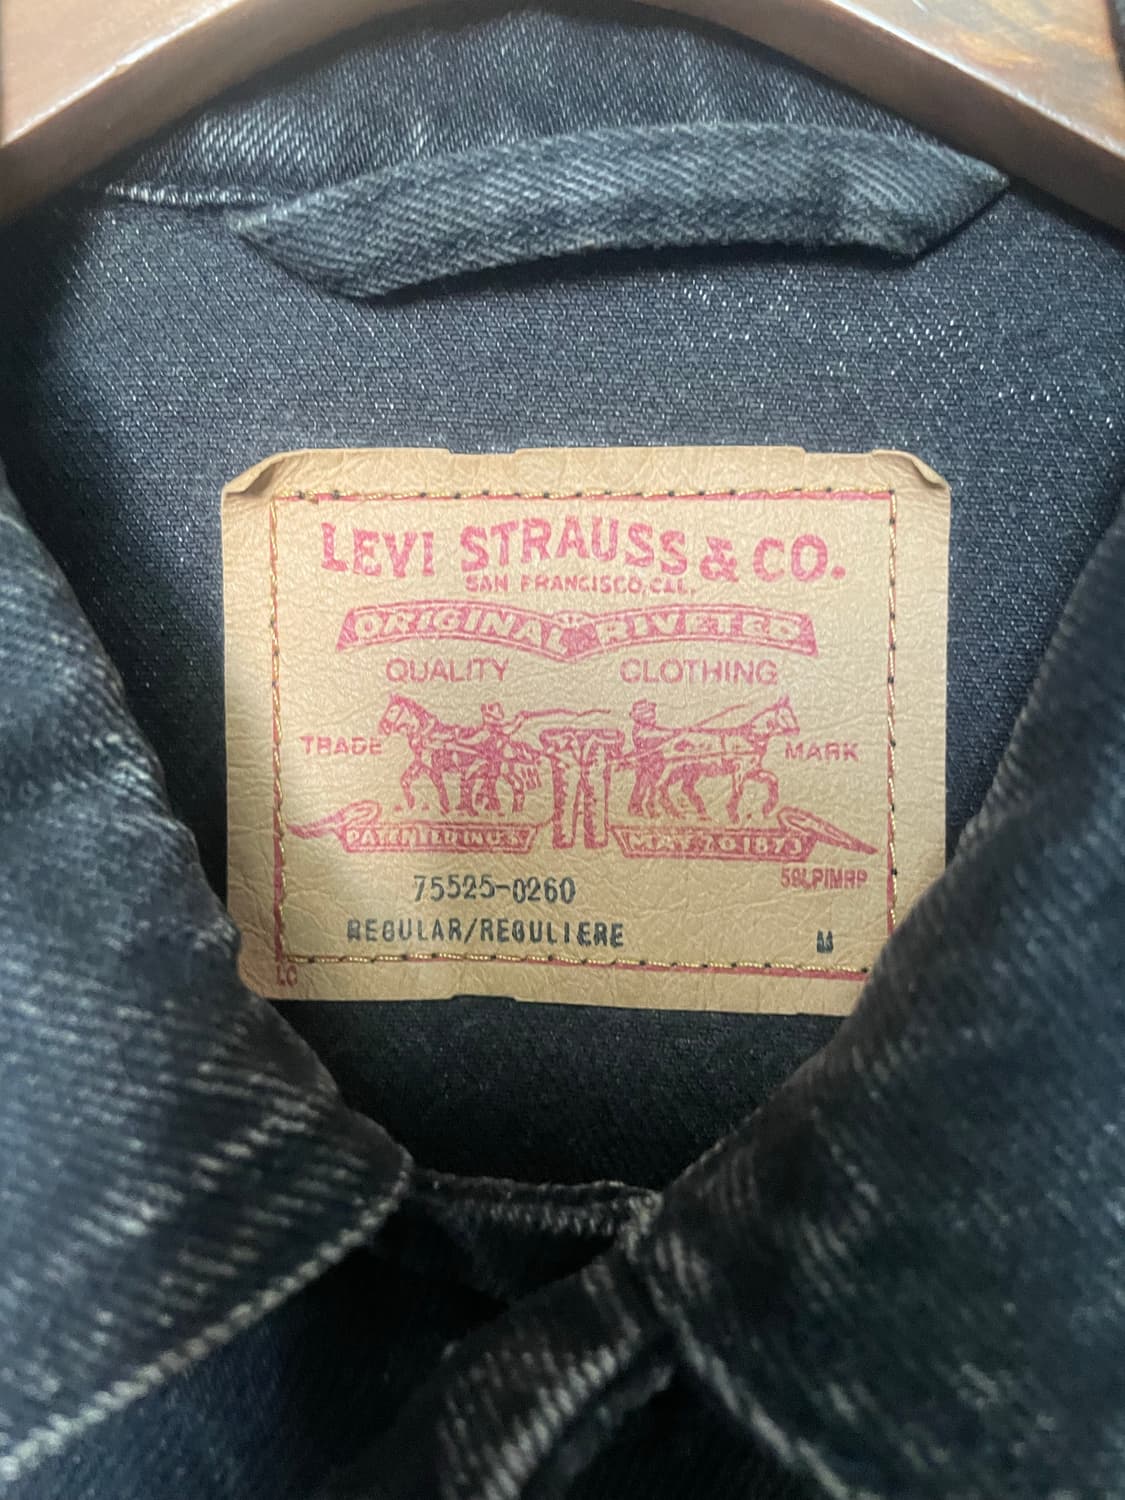 LEVI STRAUSS & CO.
SAN FRANCISCO, CAL.
ORIGINAL RIVETED
QUALITY CLOTHING
TRADE MARK
PATENTED IN U.S. MAY 20 1873
75525-0260
REGULAR/REGULIERE M
LC